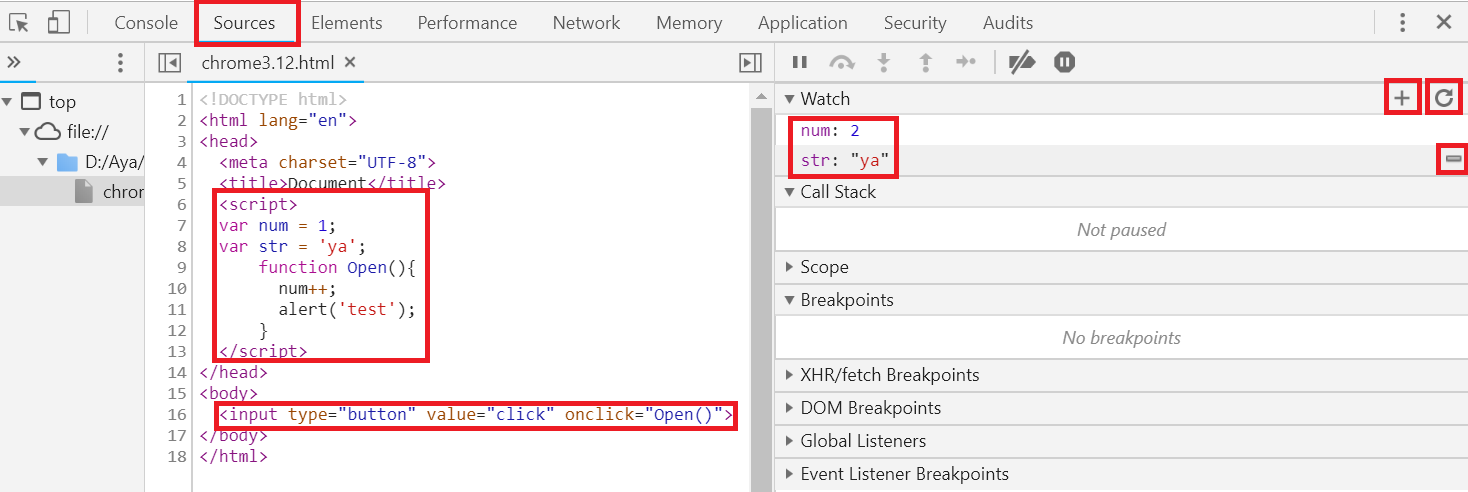 Console Sources Elements Performance Network Memory Application Security Audits
chrome3.12.html
top
file://
D:/Aya/
chror
1 <!DOCTYPE html>
2 <html lang="en">
3 <head>
4 <meta charset="UTF-8">
5 <title>Document</title>
6 <script>
7 var num = 1;
8 var str = 'ya';
9 function Open(){
10 num++;
11 alert('test');
12 }
13 </script>
14 </head>
15 <body>
16 <input type="button" value="click" onclick="Open()">
17 </body>
18 </html>
Watch
num: 2
str: "ya"
Call Stack
Not paused
Scope
Breakpoints
No breakpoints
XHR/fetch Breakpoints
DOM Breakpoints
Global Listeners
Event Listener Breakpoints